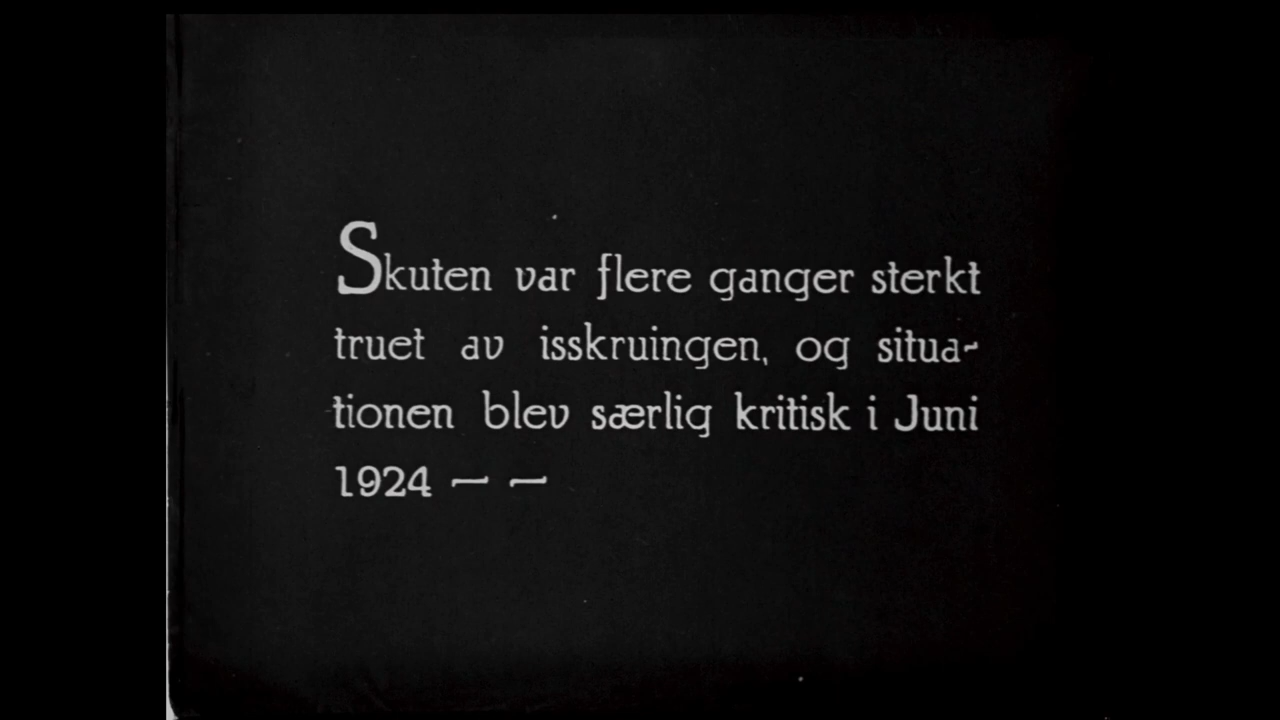 Skuten var flere ganger sterkt
truet av isskruingen, og situa-
tionen blev særlig kritisk i Juni
1924 — —